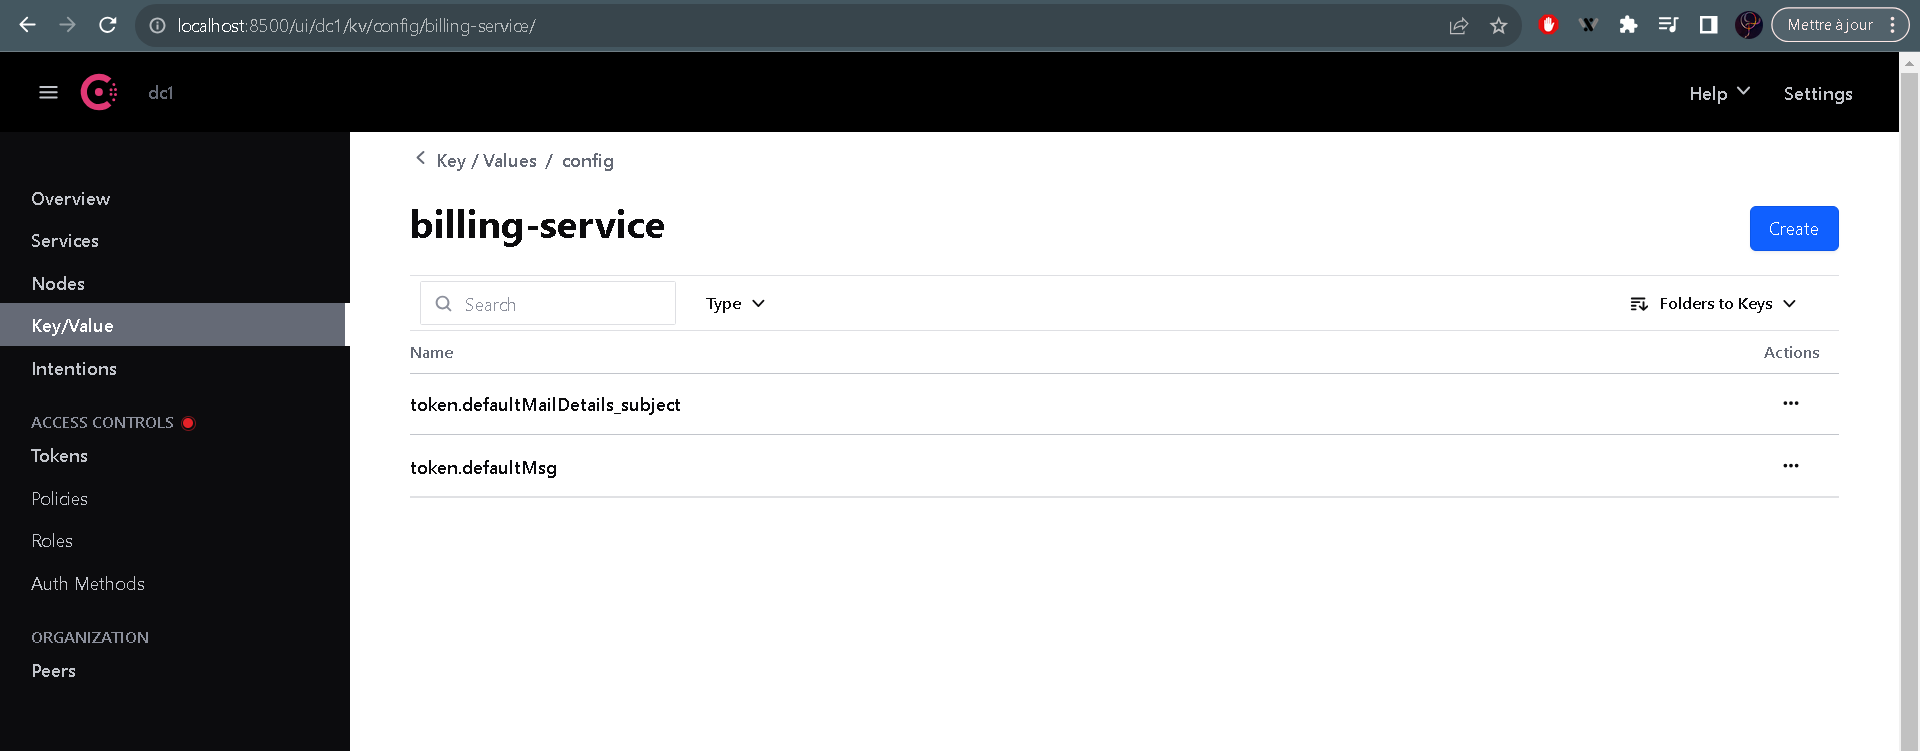 localhost:8500/ui/dc1/kv/config/billing-service/
Mettre à jour
dc1
Help
Settings
Overview
Services
Nodes
Key/Value
Intentions
ACCESS CONTROLS
Tokens
Policies
Roles
Auth Methods
ORGANIZATION
Peers
Key / Values / config
billing-service
Create
Search
Type
Folders to Keys
Name
Actions
token.defaultMailDetails_subject
token.defaultMsg